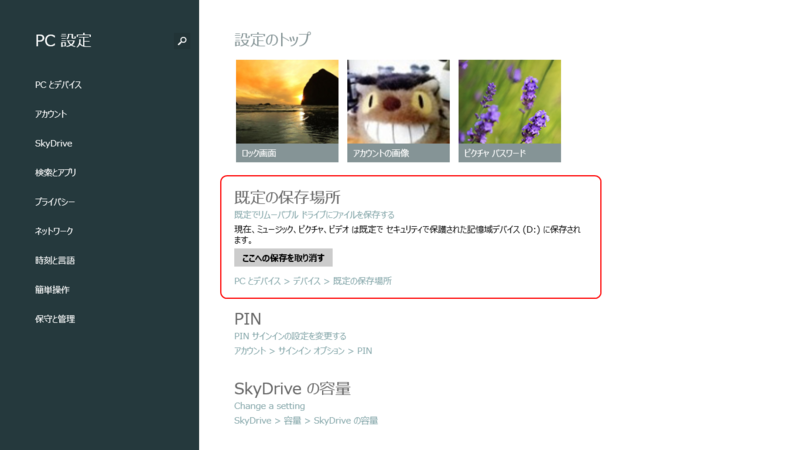 PC 設定
PC とデバイス
アカウント
SkyDrive
検索とアプリ
プライバシー
ネットワーク
時刻と言語
簡単操作
保守と管理
設定のトップ
ロック画面
アカウントの画像
ピクチャ パスワード
既定の保存場所
既定でリムーバブル ドライブにファイルを保存する
現在、ミュージック、ピクチャ、ビデオ は既定で セキュリティで保護された記憶域デバイス (D:) に保存され
ます。
ここへの保存を取り消す
PC とデバイス > デバイス > 既定の保存場所
PIN
PIN サインインの設定を変更する
アカウント > サインイン オプション > PIN
SkyDrive の容量
Change a setting
SkyDrive > 容量 > SkyDrive の容量